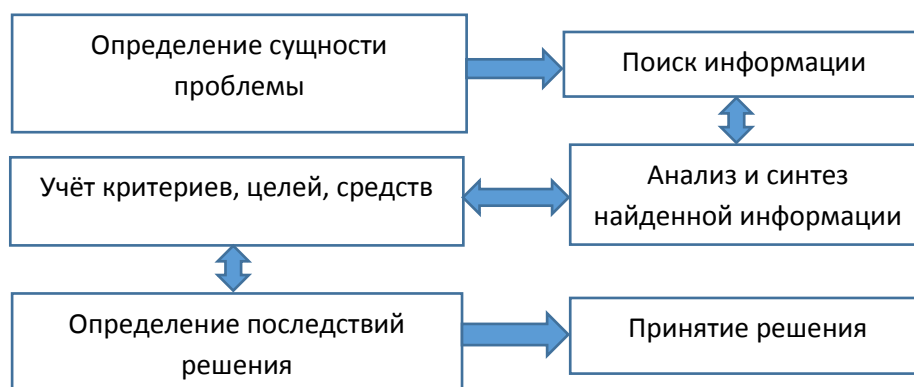 Определение сущности
проблемы
Поиск информации
Учёт критериев, целей, средств
Анализ и синтез
найденной информации
Определение последствий
решения
Принятие решения